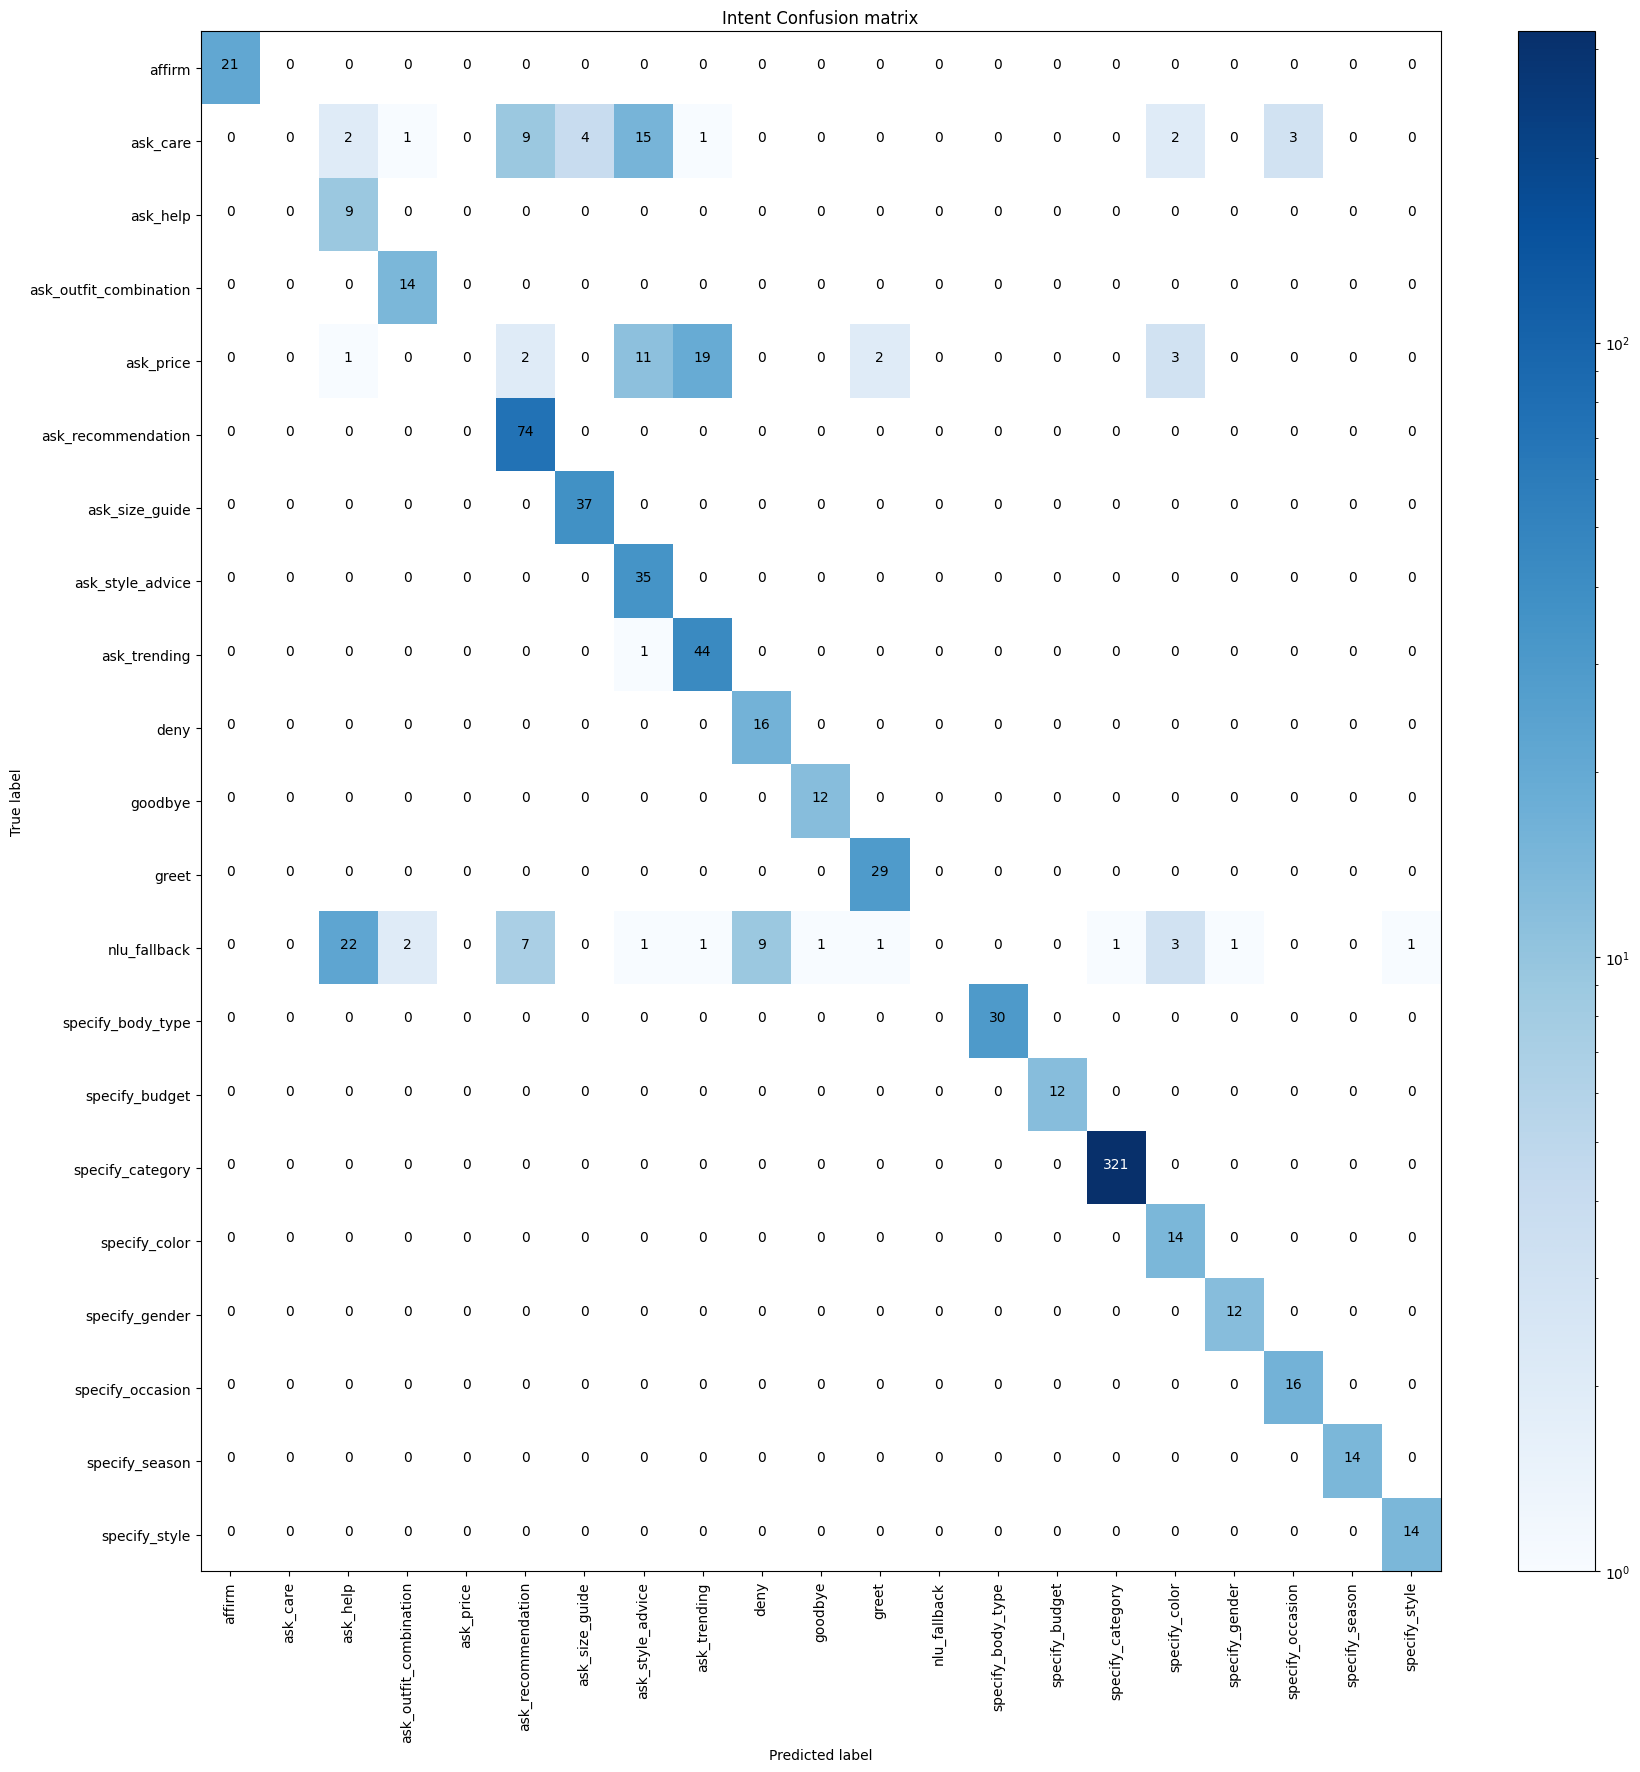 Intent Confusion matrix
affirm 21 0 0 0 0 0 0 0 0 0 0 0 0 0 0 0 0 0 0 0 0
ask_care 0 0 2 1 0 9 4 15 1 0 0 0 0 0 0 0 2 0 3 0 0
ask_help 0 0 9 0 0 0 0 0 0 0 0 0 0 0 0 0 0 0 0 0 0
ask_outfit_combination 0 0 0 14 0 0 0 0 0 0 0 0 0 0 0 0 0 0 0 0 0
ask_price 0 0 1 0 0 2 0 11 19 0 0 2 0 0 0 0 3 0 0 0 0
10²
ask_recommendation 0 0 0 0 0 74 0 0 0 0 0 0 0 0 0 0 0 0 0 0 0
ask_size_guide 0 0 0 0 0 0 37 0 0 0 0 0 0 0 0 0 0 0 0 0 0
ask_style_advice 0 0 0 0 0 0 0 35 0 0 0 0 0 0 0 0 0 0 0 0 0
ask_trending 0 0 0 0 0 0 0 1 44 0 0 0 0 0 0 0 0 0 0 0 0
deny 0 0 0 0 0 0 0 0 0 16 0 0 0 0 0 0 0 0 0 0 0
True label
goodbye 0 0 0 0 0 0 0 0 0 0 12 0 0 0 0 0 0 0 0 0 0
greet 0 0 0 0 0 0 0 0 0 0 0 29 0 0 0 0 0 0 0 0 0
nlu_fallback 0 0 22 2 0 7 0 1 1 9 1 1 0 0 0 1 3 1 0 0 1
10¹
specify_body_type 0 0 0 0 0 0 0 0 0 0 0 0 0 30 0 0 0 0 0 0 0
specify_budget 0 0 0 0 0 0 0 0 0 0 0 0 0 0 12 0 0 0 0 0 0
specify_category 0 0 0 0 0 0 0 0 0 0 0 0 0 0 0 321 0 0 0 0 0
specify_color 0 0 0 0 0 0 0 0 0 0 0 0 0 0 0 0 14 0 0 0 0
specify_gender 0 0 0 0 0 0 0 0 0 0 0 0 0 0 0 0 0 12 0 0 0
specify_occasion 0 0 0 0 0 0 0 0 0 0 0 0 0 0 0 0 0 0 16 0 0
specify_season 0 0 0 0 0 0 0 0 0 0 0 0 0 0 0 0 0 0 0 14 0
specify_style 0 0 0 0 0 0 0 0 0 0 0 0 0 0 0 0 0 0 0 0 14
10⁰
affirm
ask_care
ask_help
ask_outfit_combination
ask_price
ask_recommendation
ask_size_guide
ask_style_advice
ask_trending
deny
goodbye
greet
nlu_fallback
specify_body_type
specify_budget
specify_category
specify_color
specify_gender
specify_occasion
specify_season
specify_style
Predicted label